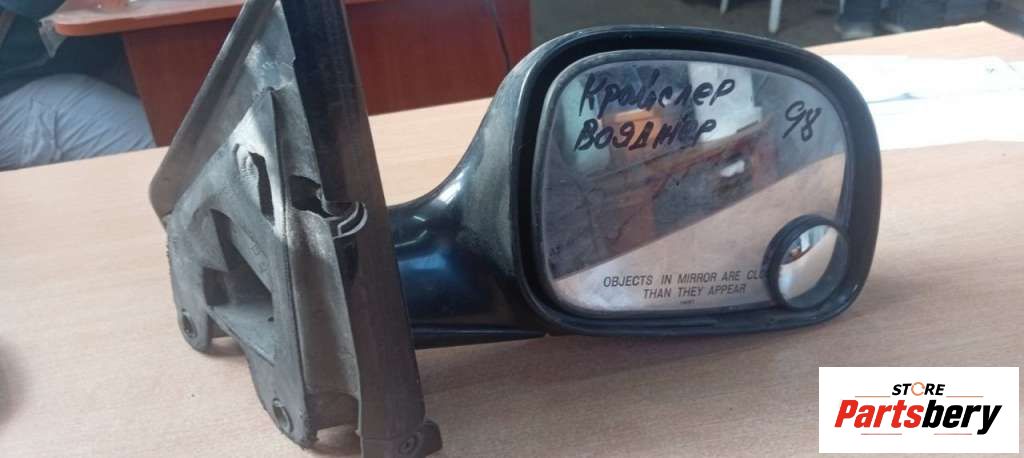 Крайслер
Вояджер 98
OBJECTS IN MIRROR ARE CLO
THAN THEY APPEAR
STORE
Partsbery